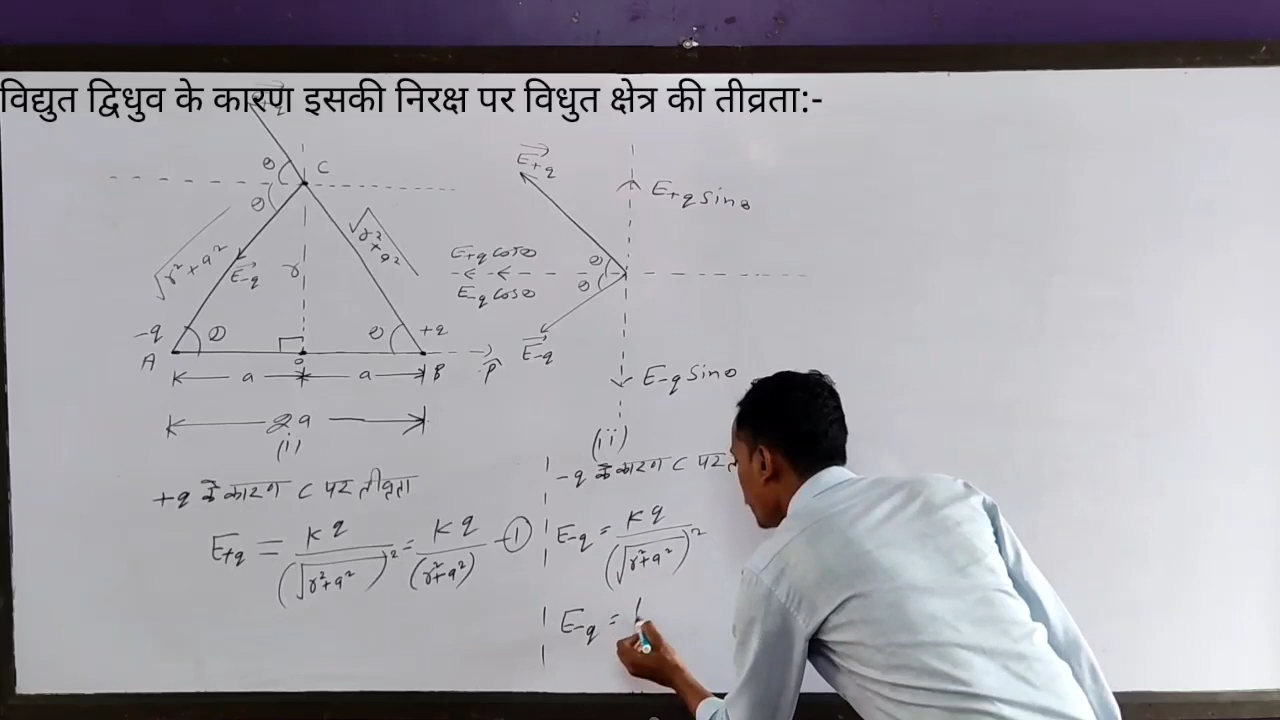 विद्युत द्विधुव के कारण इसकी निरक्ष पर विधुत क्षेत्र की तीव्रता:-
θ C
θ
√r²+a²
√r²+a²
E-q
r
-q θ θ +q
A o B P
a a
2a
(i)
E+q
E+q sinθ
E+q cosθ θ
E-q cosθ θ
E-q
E-q sinθ
(ii)
+q के कारण C पर तीव्रता
E+q = Kq/(√r²+a²)² = Kq/(r²+a²) -①
-q के कारण C पर
E-q = Kq/(√r²+a²)²
E-q =